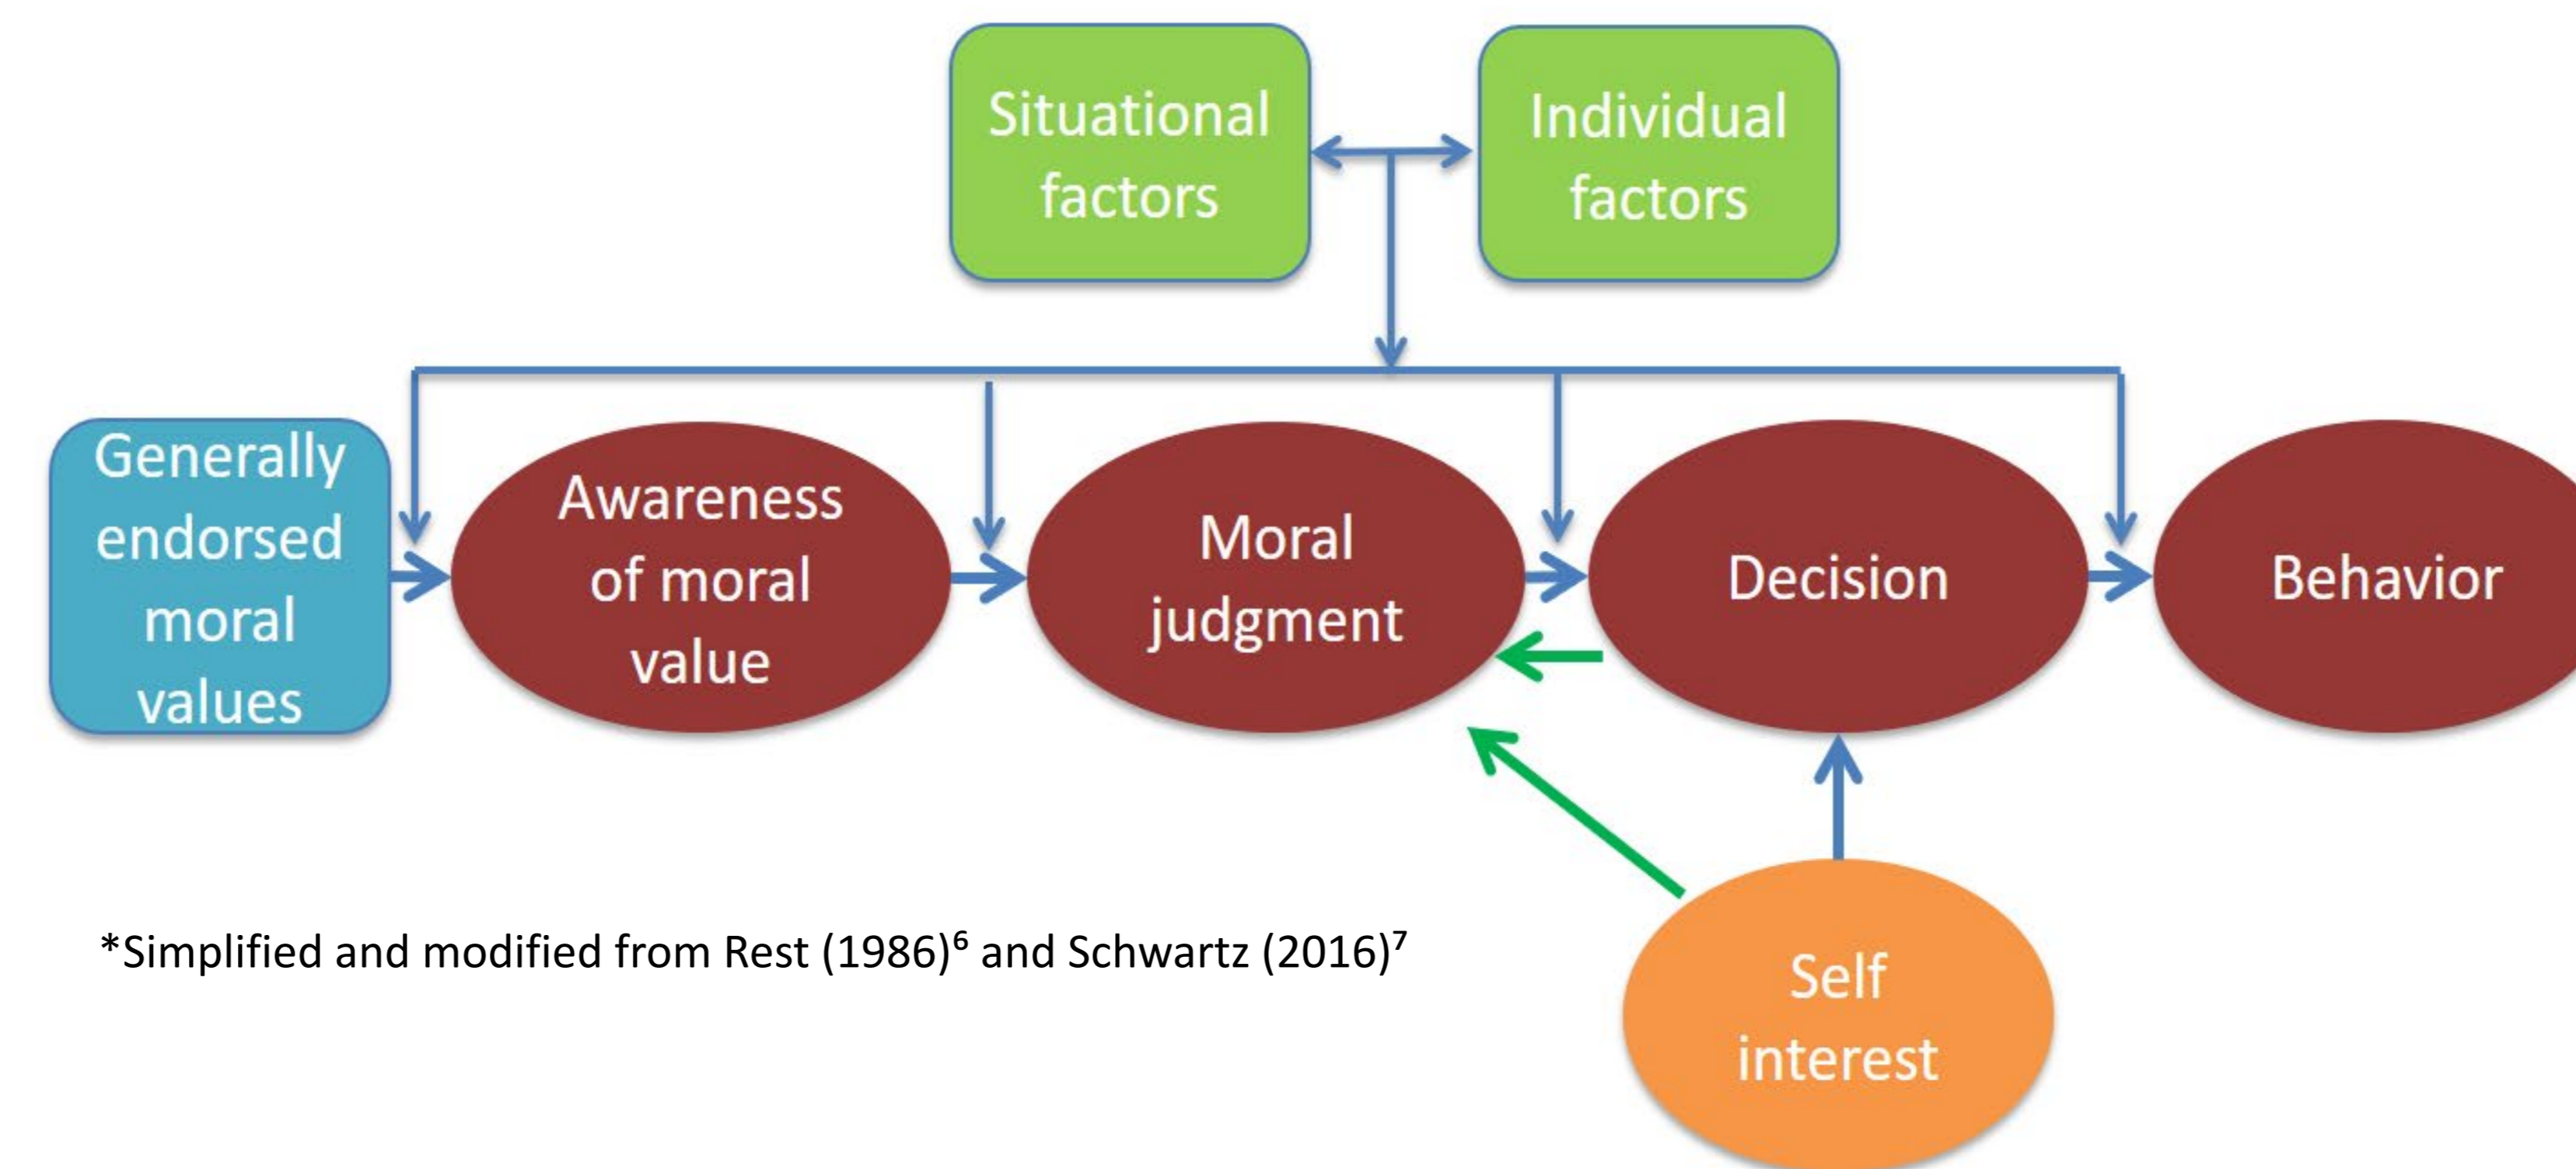 Situational
factors
Individual
factors
Generally
endorsed
moral
values
Awareness
of moral
value
Moral
judgment
Decision
Behavior
*Simplified and modified from Rest (1986)⁶ and Schwartz (2016)⁷
Self
interest